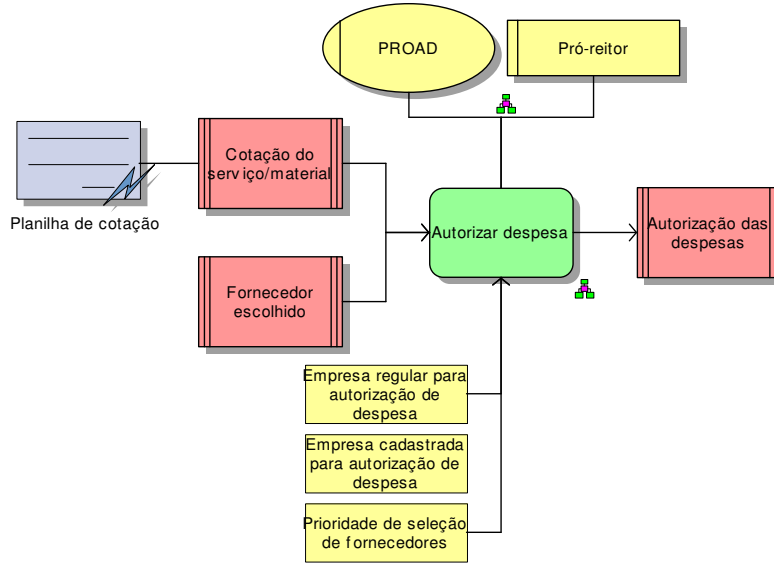 PROAD
Pró-reitor
Cotação do
serviço/material
Planilha de cotação
Autorizar despesa
Autorização das
despesas
Fornecedor
escolhido
Empresa regular para
autorização de
despesa
Empresa cadastrada
para autorização de
despesa
Prioridade de seleção
de fornecedores